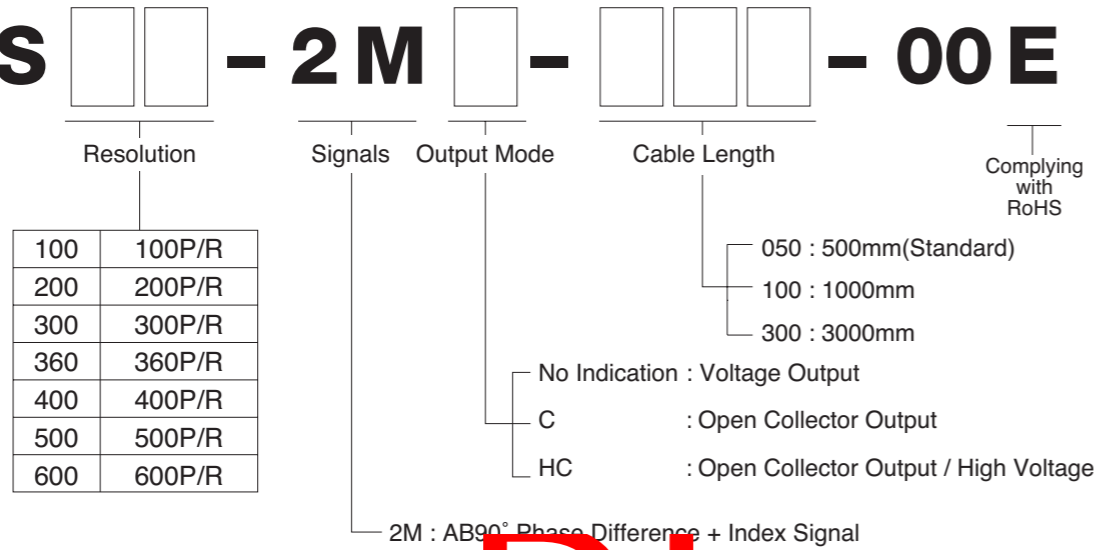 S - 2 M - - 00 E
Resolution Signals Output Mode Cable Length
Complying
with
RoHS
100 100P/R
200 200P/R
300 300P/R
360 360P/R
400 400P/R
500 500P/R
600 600P/R
050 : 500mm(Standard)
100 : 1000mm
300 : 3000mm
No Indication : Voltage Output
C : Open Collector Output
HC : Open Collector Output / High Voltage
2M : AB90˚ Phase Difference + Index Signal